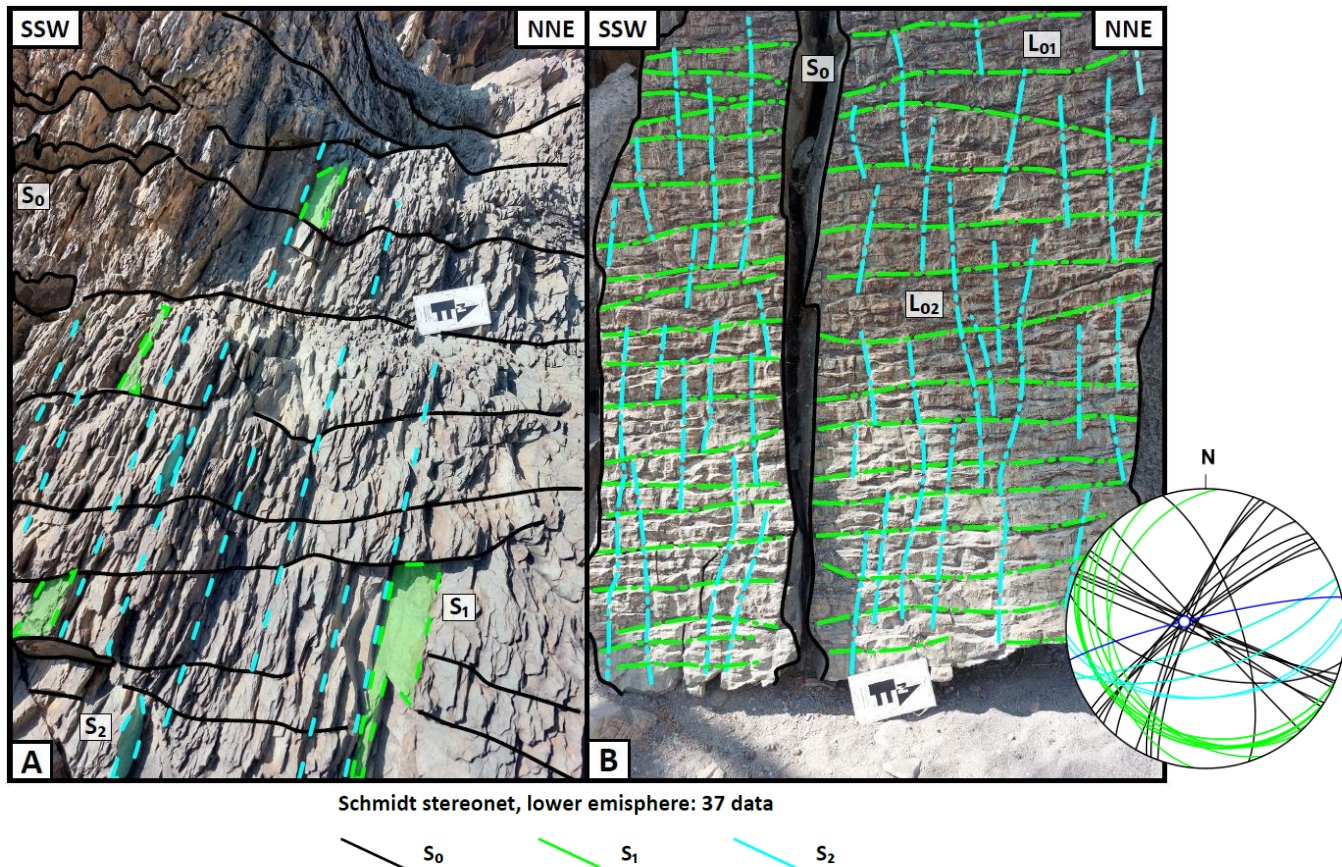 SSW
NNE
S₀
S₁
S₂
A
SSW
NNE
S₀
L₀₁
L₀₂
B
N
Schmidt stereonet, lower emisphere: 37 data
S₀
S₁
S₂